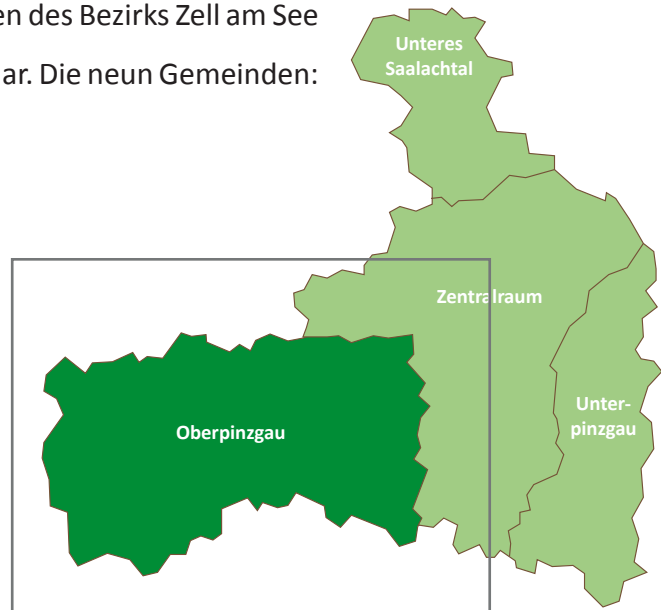 en des Bezirks Zell am See
ar. Die neun Gemeinden:
Unteres
Saalachtal
Zentralraum
Unter-
pinzgau
Oberpinzgau